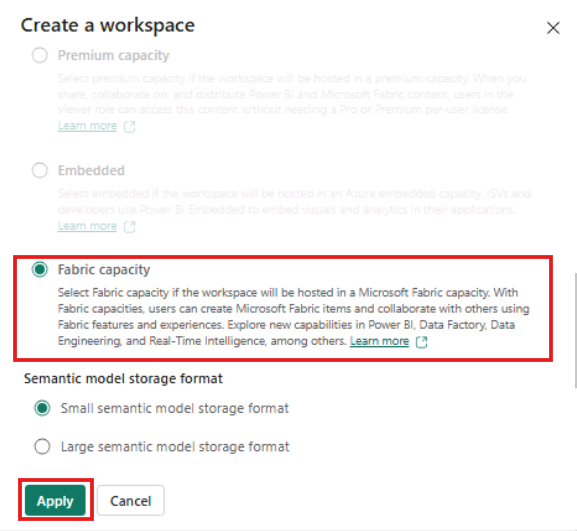 Create a workspace
Premium capacity
Select premium capacity if the workspace will be hosted in a premium capacity. When you
share, collaborate on, and distribute Power BI and Microsoft Fabric content, users in the
viewer role can access this content without needing a Pro or Premium per-user license.
Learn more
Embedded
Select embedded if the workspace will be hosted in an Azure embedded capacity. ISVs and
developers use Power BI Embedded to embed visuals and analytics in their applications.
Learn more
Fabric capacity
Select Fabric capacity if the workspace will be hosted in a Microsoft Fabric capacity. With
Fabric capacities, users can create Microsoft Fabric items and collaborate with others using
Fabric features and experiences. Explore new capabilities in Power BI, Data Factory, Data
Engineering, and Real-Time Intelligence, among others. Learn more
Semantic model storage format
Small semantic model storage format
Large semantic model storage format
Apply Cancel